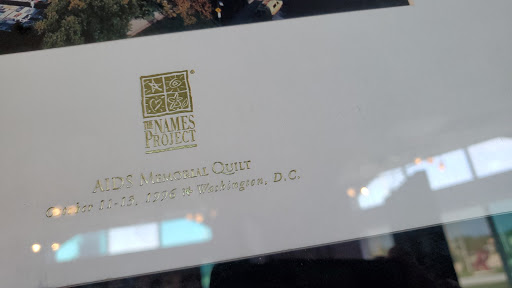 THE NAMES
PROJECT
AIDS MEMORIAL QUILT
October 11-13, 1996 Washington, D.C.